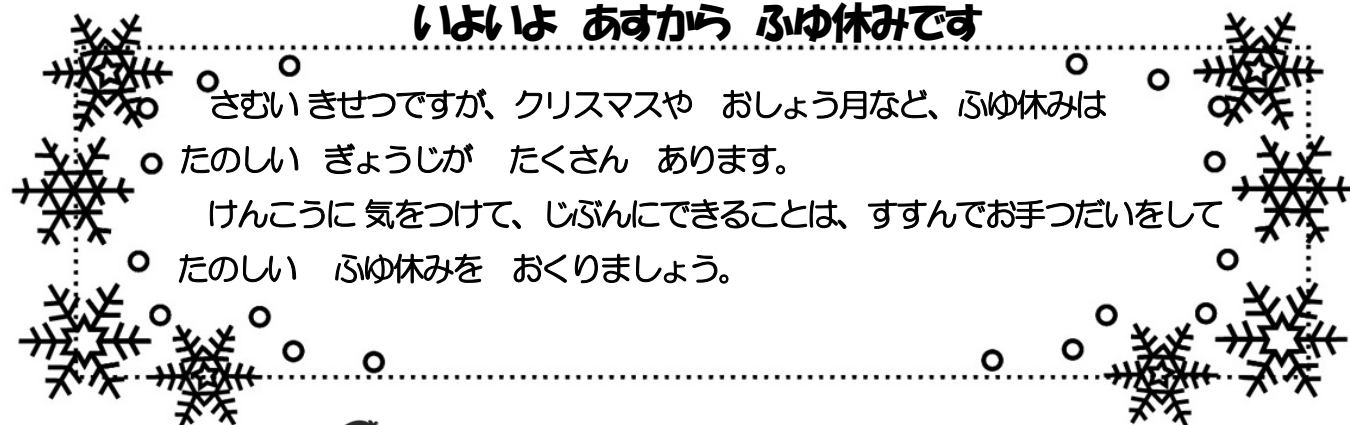 いよいよ あすから ふゆ休みです
さむい きせつですが、クリスマスや おしょう月など、ふゆ休みは
たのしい ぎょうじが たくさん あります。
けんこうに 気をつけて、じぶんにできることは、すすんでお手つだいをして
たのしい ふゆ休みを おくりましょう。